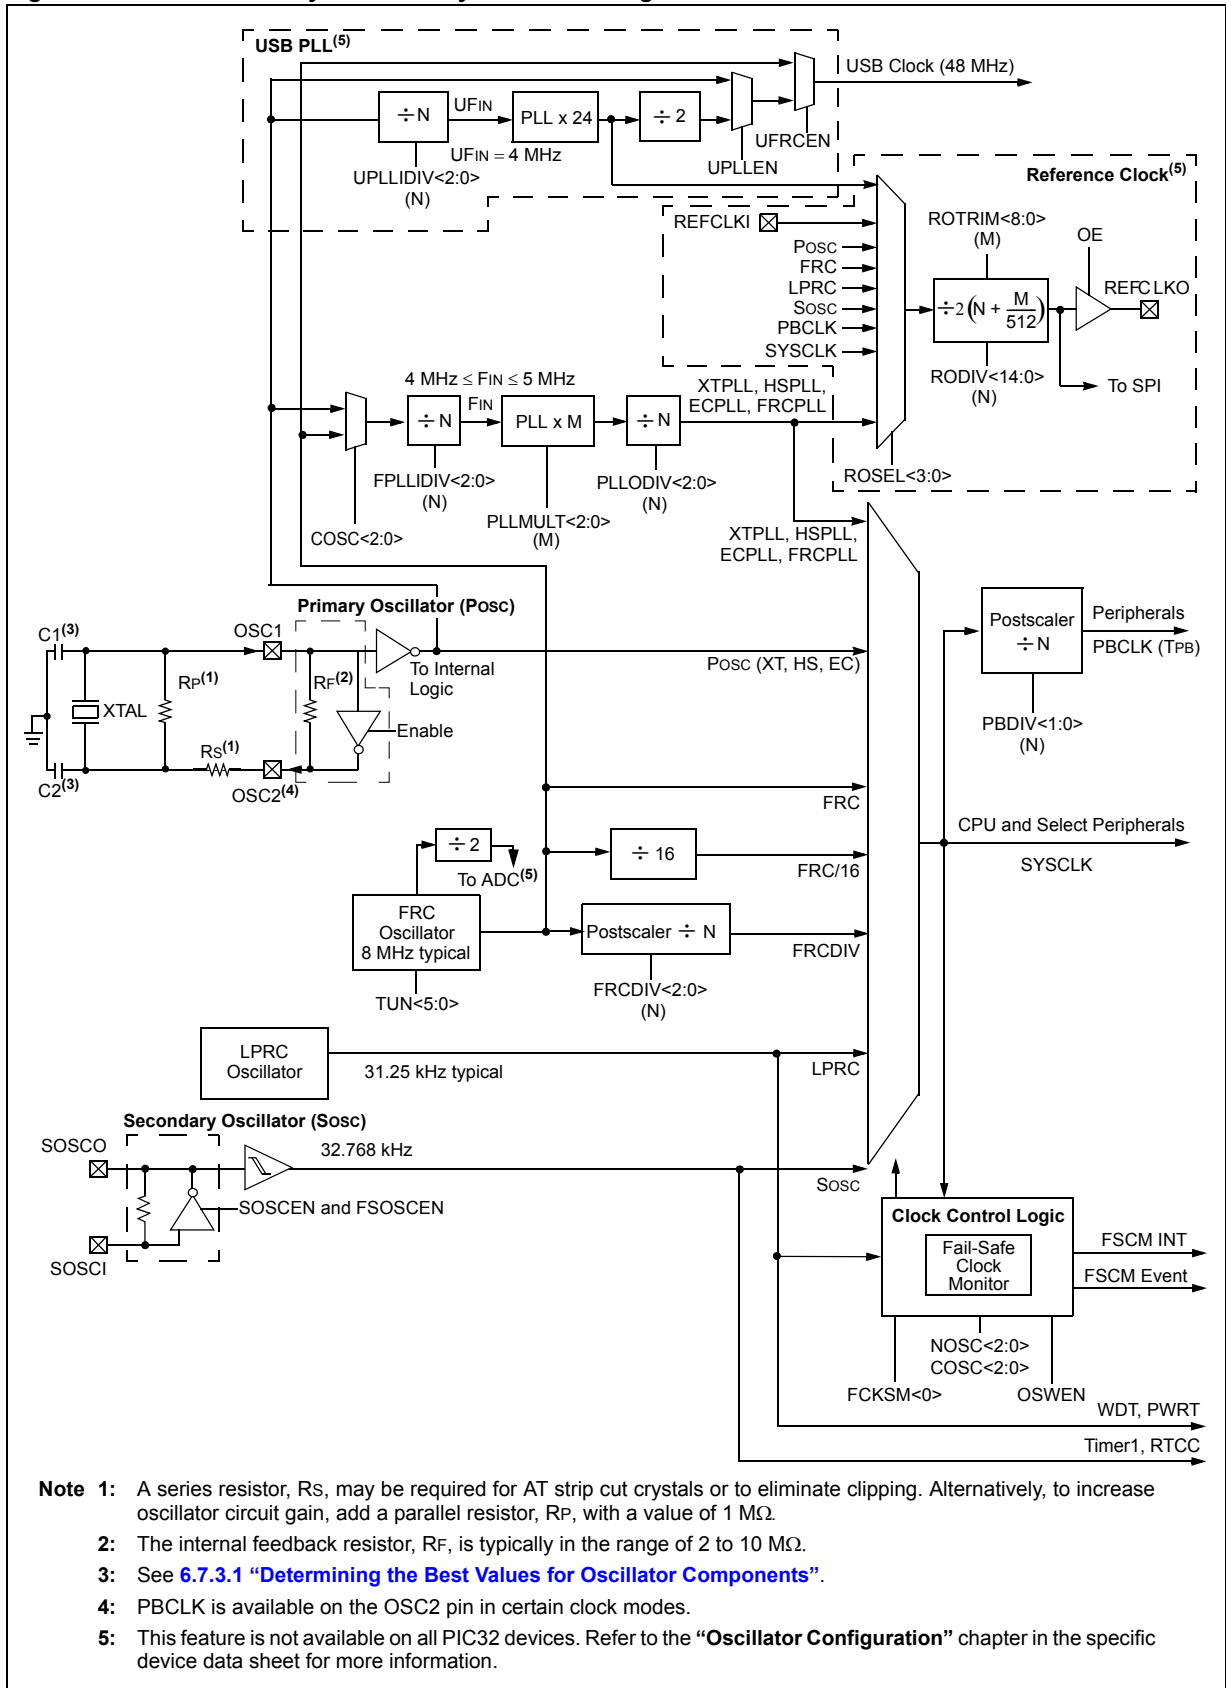 USB PLL(5)
USB Clock (48 MHz)
÷ N
UFIN
PLL x 24
÷ 2
UFIN = 4 MHz
UFRCEN
UPLLEN
UPLLIDIV<2:0>
(N)
Reference Clock(5)
REFCLKI
POSC
FRC
LPRC
SOSC
PBCLK
SYSCLK
ROTRIM<8:0>
(M)
OE
REFCLKO
÷2(N + M/512)
RODIV<14:0>
(N)
To SPI
ROSEL<3:0>
4 MHz ≤ FIN ≤ 5 MHz
FIN
÷ N
PLL x M
÷ N
XTPLL, HSPLL,
ECPLL, FRCPLL
FPLLIDIV<2:0>
(N)
PLLODIV<2:0>
(N)
PLLMULT<2:0>
(M)
COSC<2:0>
XTPLL, HSPLL,
ECPLL, FRCPLL
Primary Oscillator (POSC)
C1(3)
OSC1
RP(1)
RF(2)
XTAL
To Internal
Logic
Enable
RS(1)
C2(3)
OSC2(4)
POSC (XT, HS, EC)
Postscaler
÷ N
Peripherals
PBCLK (TPB)
PBDIV<1:0>
(N)
FRC
CPU and Select Peripherals
SYSCLK
÷ 2
To ADC(5)
÷ 16
FRC/16
FRC
Oscillator
8 MHz typical
Postscaler ÷ N
FRCDIV
TUN<5:0>
FRCDIV<2:0>
(N)
LPRC
Oscillator
31.25 kHz typical
LPRC
Secondary Oscillator (SOSC)
SOSCO
32.768 kHz
SOSC
SOSCEN and FSOSCEN
SOSCI
Clock Control Logic
Fail-Safe
Clock
Monitor
FSCM INT
FSCM Event
NOSC<2:0>
COSC<2:0>
FCKSM<0>
OSWEN
WDT, PWRT
Timer1, RTCC
Note 1: A series resistor, RS, may be required for AT strip cut crystals or to eliminate clipping. Alternatively, to increase
oscillator circuit gain, add a parallel resistor, RP, with a value of 1 MΩ.
2: The internal feedback resistor, RF, is typically in the range of 2 to 10 MΩ.
3: See 6.7.3.1 “Determining the Best Values for Oscillator Components”.
4: PBCLK is available on the OSC2 pin in certain clock modes.
5: This feature is not available on all PIC32 devices. Refer to the “Oscillator Configuration” chapter in the specific
device data sheet for more information.